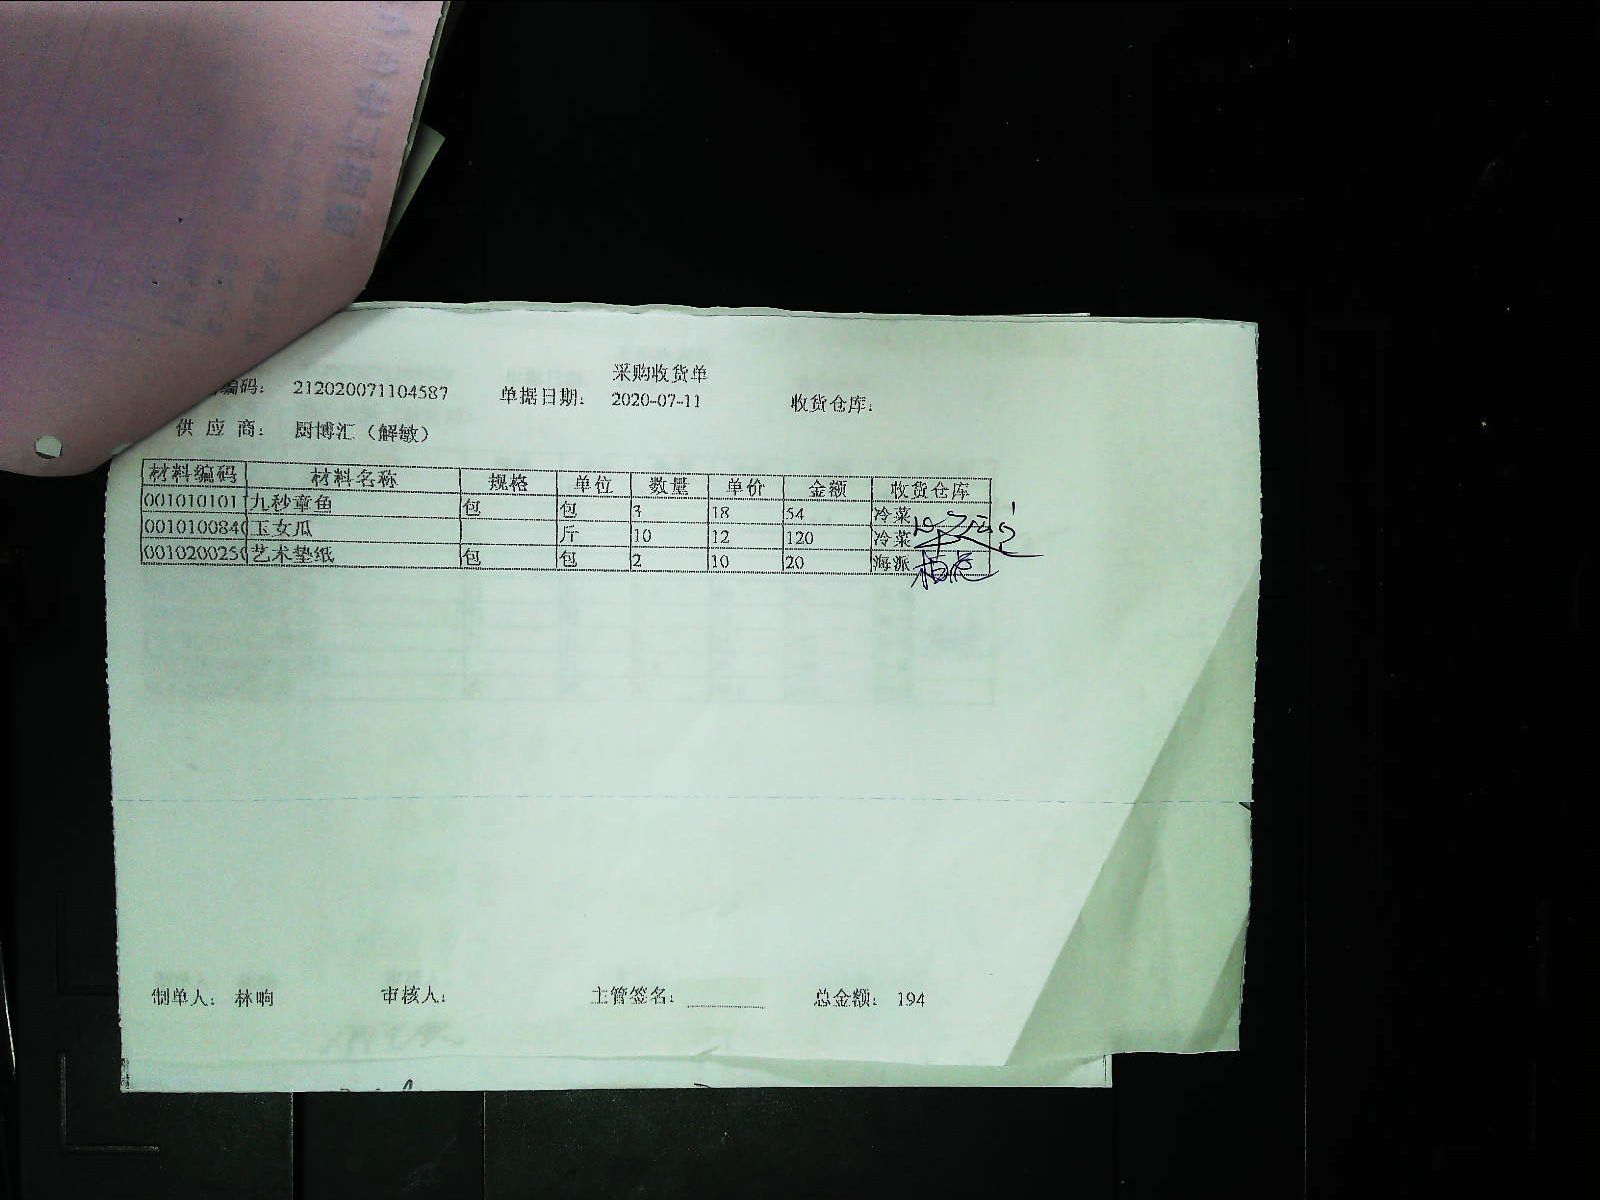 采购收货单
编码： 212020071104587 单据日期： 2020-07-11 收货仓库：
供 应 商： 厨博汇（解敏）
材料编码 材料名称 规格 单位 数量 单价 金额 收货仓库
001010101 九秒章鱼 包 包 3 18 54 冷菜
001010084 玉女瓜 斤 10 12 120 冷菜
001020025 艺术垫纸 包 包 2 10 20 海派
制单人： 林响 审核人： 主管签名： 总金额： 194